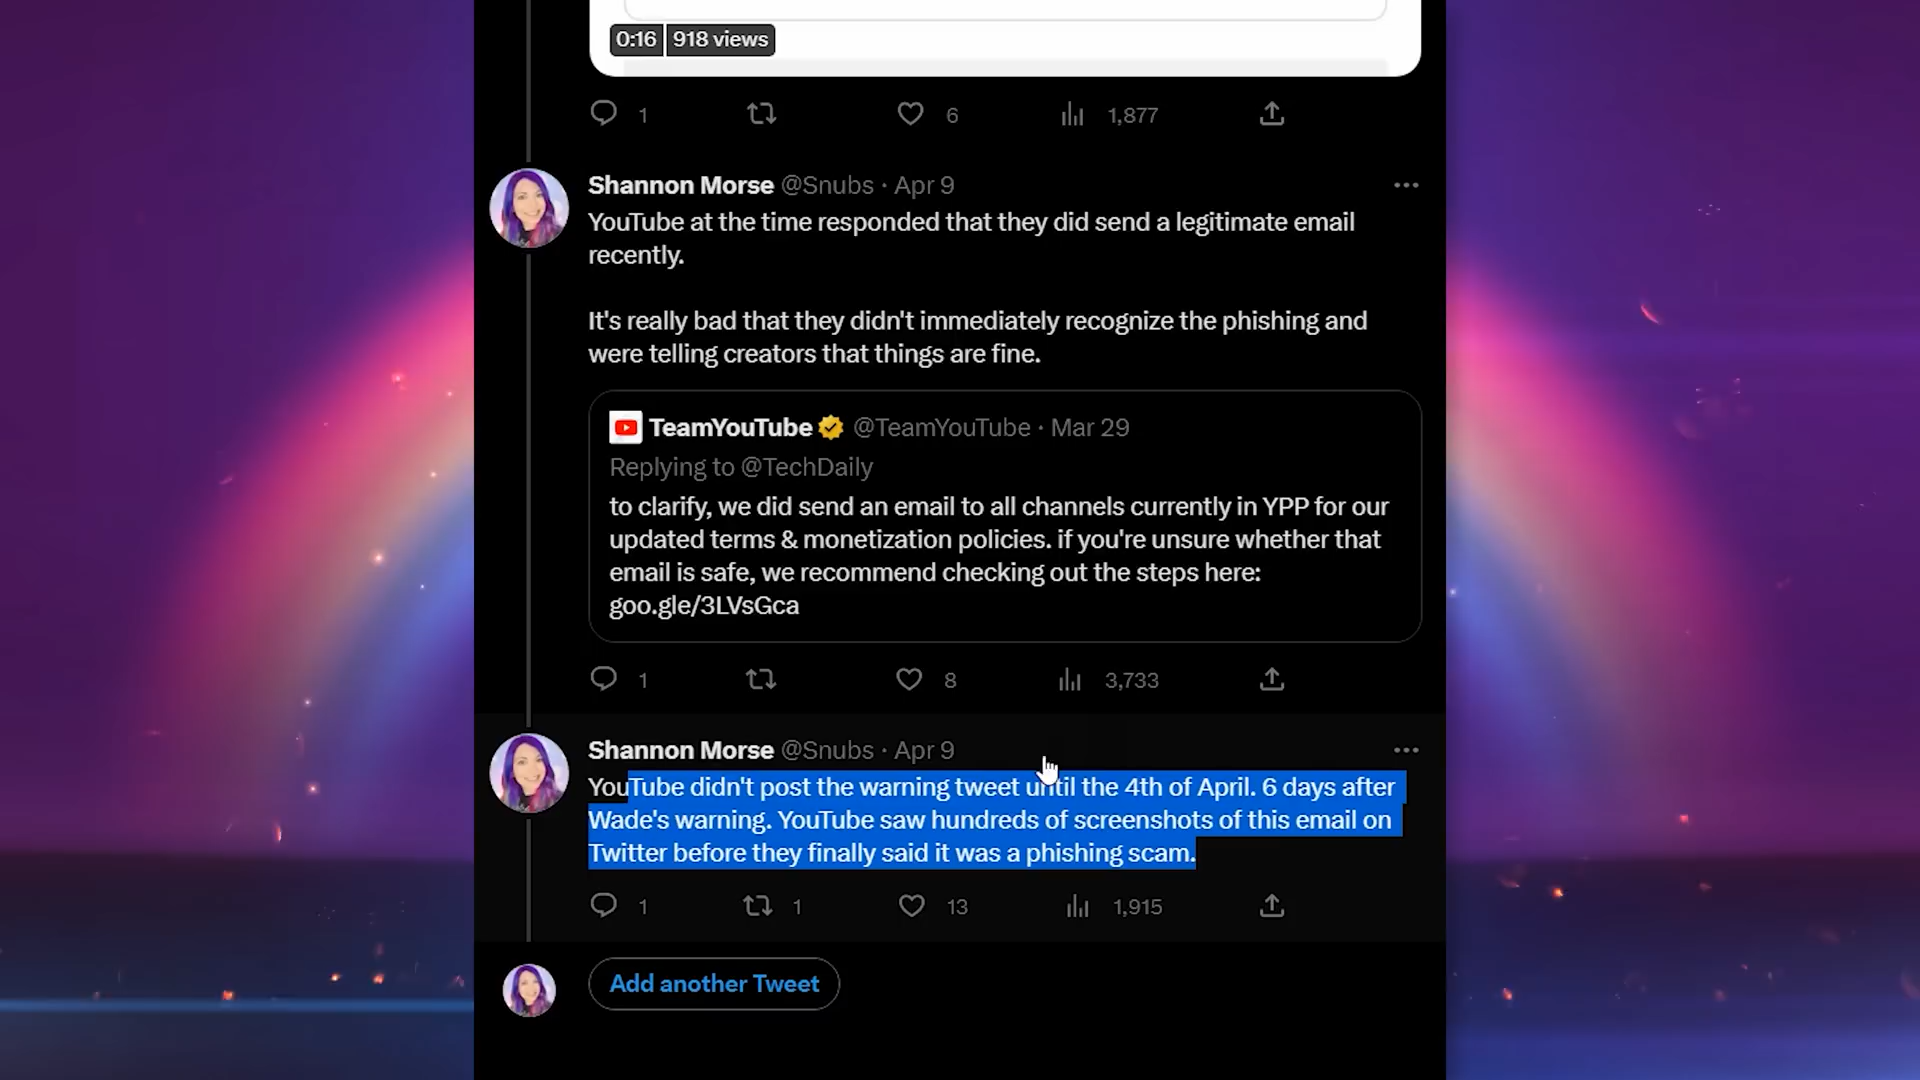 0:16 918 views
1 6 1,877
Shannon Morse @Snubs · Apr 9
YouTube at the time responded that they did send a legitimate email
recently.
It's really bad that they didn't immediately recognize the phishing and
were telling creators that things are fine.
TeamYouTube @TeamYouTube · Mar 29
Replying to @TechDaily
to clarify, we did send an email to all channels currently in YPP for our
updated terms & monetization policies. if you're unsure whether that
email is safe, we recommend checking out the steps here:
goo.gle/3LVsGca
1 8 3,733
Shannon Morse @Snubs · Apr 9
YouTube didn't post the warning tweet until the 4th of April. 6 days after
Wade's warning. YouTube saw hundreds of screenshots of this email on
Twitter before they finally said it was a phishing scam.
1 1 13 1,915
Add another Tweet